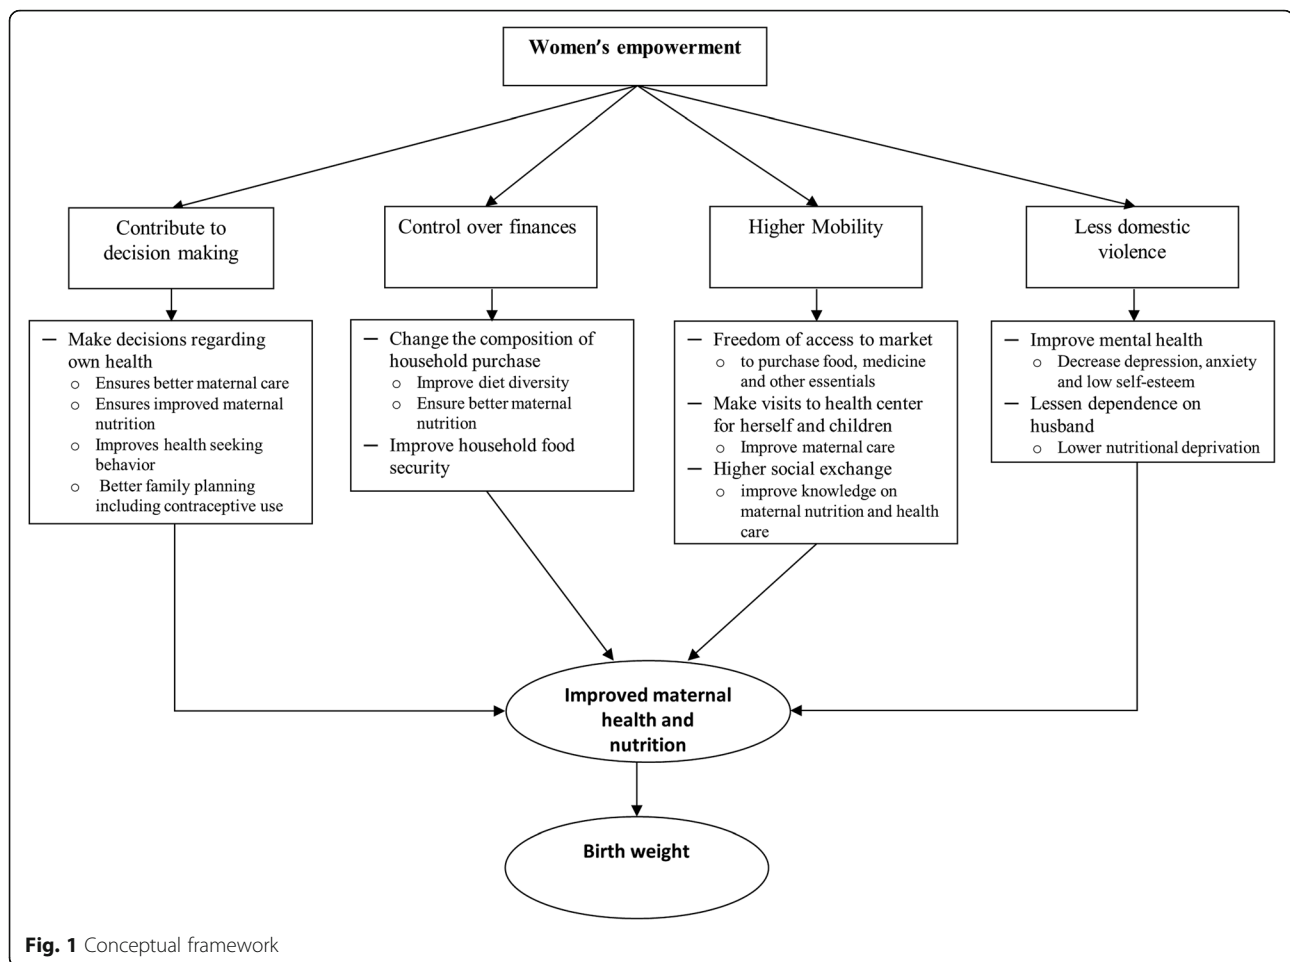 Women's empowerment
Contribute to
decision making
Control over finances
Higher Mobility
Less domestic
violence
— Make decisions regarding
own health
o Ensures better maternal care
o Ensures improved maternal
nutrition
o Improves health seeking
behavior
o Better family planning
including contraceptive use
— Change the composition of
household purchase
o Improve diet diversity
o Ensure better maternal
nutrition
— Improve household food
security
— Freedom of access to market
o to purchase food, medicine
and other essentials
— Make visits to health center
for herself and children
o Improve maternal care
— Higher social exchange
o improve knowledge on
maternal nutrition and health
care
— Improve mental health
o Decrease depression, anxiety
and low self-esteem
— Lessen dependence on
husband
o Lower nutritional deprivation
Improved maternal
health and
nutrition
Birth weight
Fig. 1 Conceptual framework